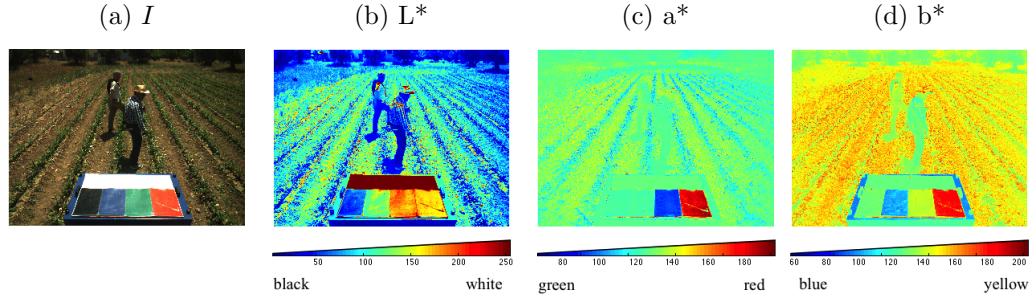 (a) I
(b) L*
(c) a*
(d) b*
50 100 150 200 250
black white
80 100 120 140 160 180
green red
60 80 100 120 140 160 180 200
blue yellow